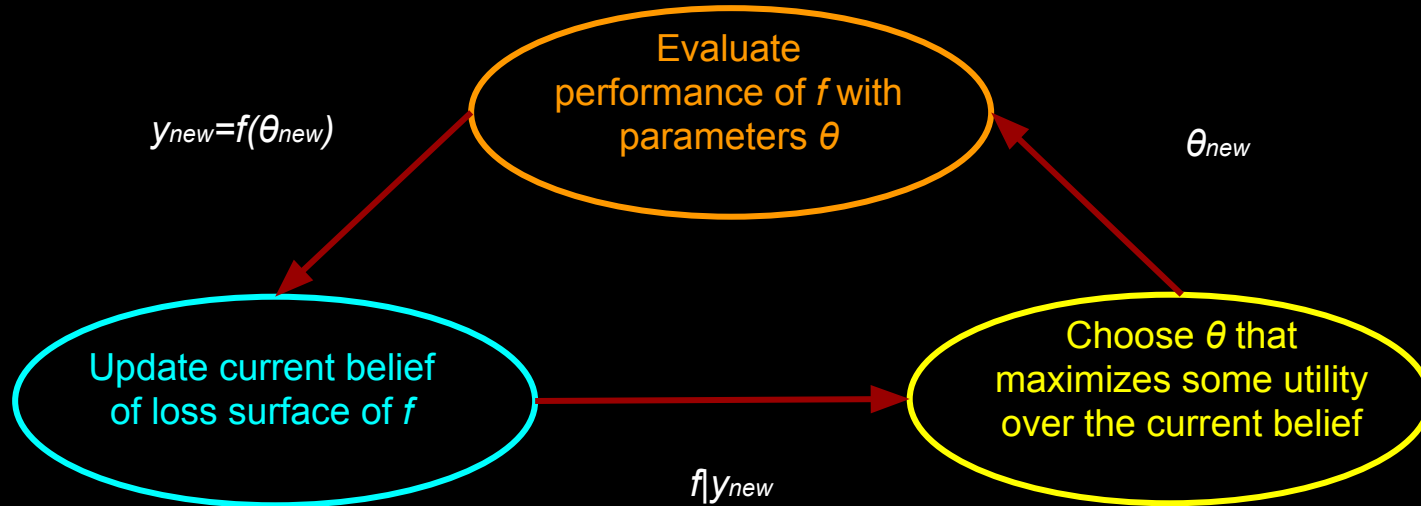 Evaluate
performance of f with
parameters θ
ynew=f(θnew)
θnew
Update current belief
of loss surface of f
Choose θ that
maximizes some utility
over the current belief
f|ynew